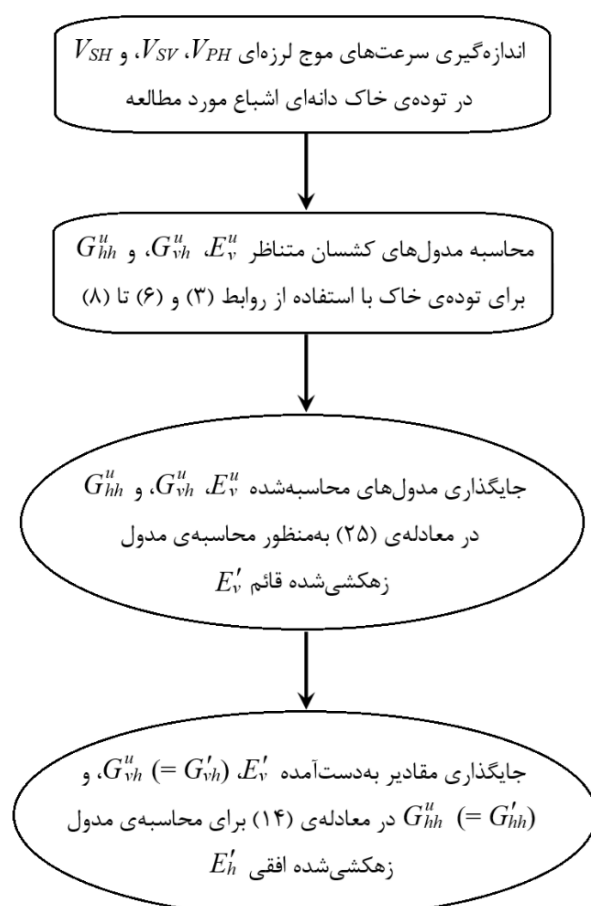 اندازه‌گیری سرعت‌های موج لرزه‌ای V_{PH}، V_{SV}، و V_{SH}
در توده‌ی خاک دانه‌ای اشباع مورد مطالعه
محاسبه مدول‌های کشسان متناظر E_v^u، G_{vh}^u، و G_{hh}^u
برای توده‌ی خاک با استفاده از روابط (۳) و (۶) تا (۸)
جایگذاری مدول‌های محاسبه‌شده E_v^u، G_{vh}^u، و G_{hh}^u
در معادله‌ی (۲۵) به‌منظور محاسبه‌ی مدول
زهکشی‌شده قائم E_v'
جایگذاری مقادیر به‌دست‌آمده E_v'، G_{vh}^u (= G_{vh}')، و
G_{hh}^u (= G_{hh}') در معادله‌ی (۱۴) برای محاسبه‌ی مدول
زهکشی‌شده افقی E_h'